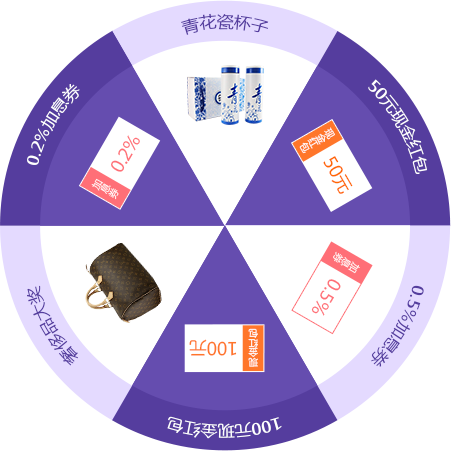 青花瓷杯子
青
50元现金红包
现金红包
50元
0.5%加息券
加息券
0.5%
100元现金红包
现金红包
100元
奢侈品大奖
0.2%加息券
加息券
0.2%